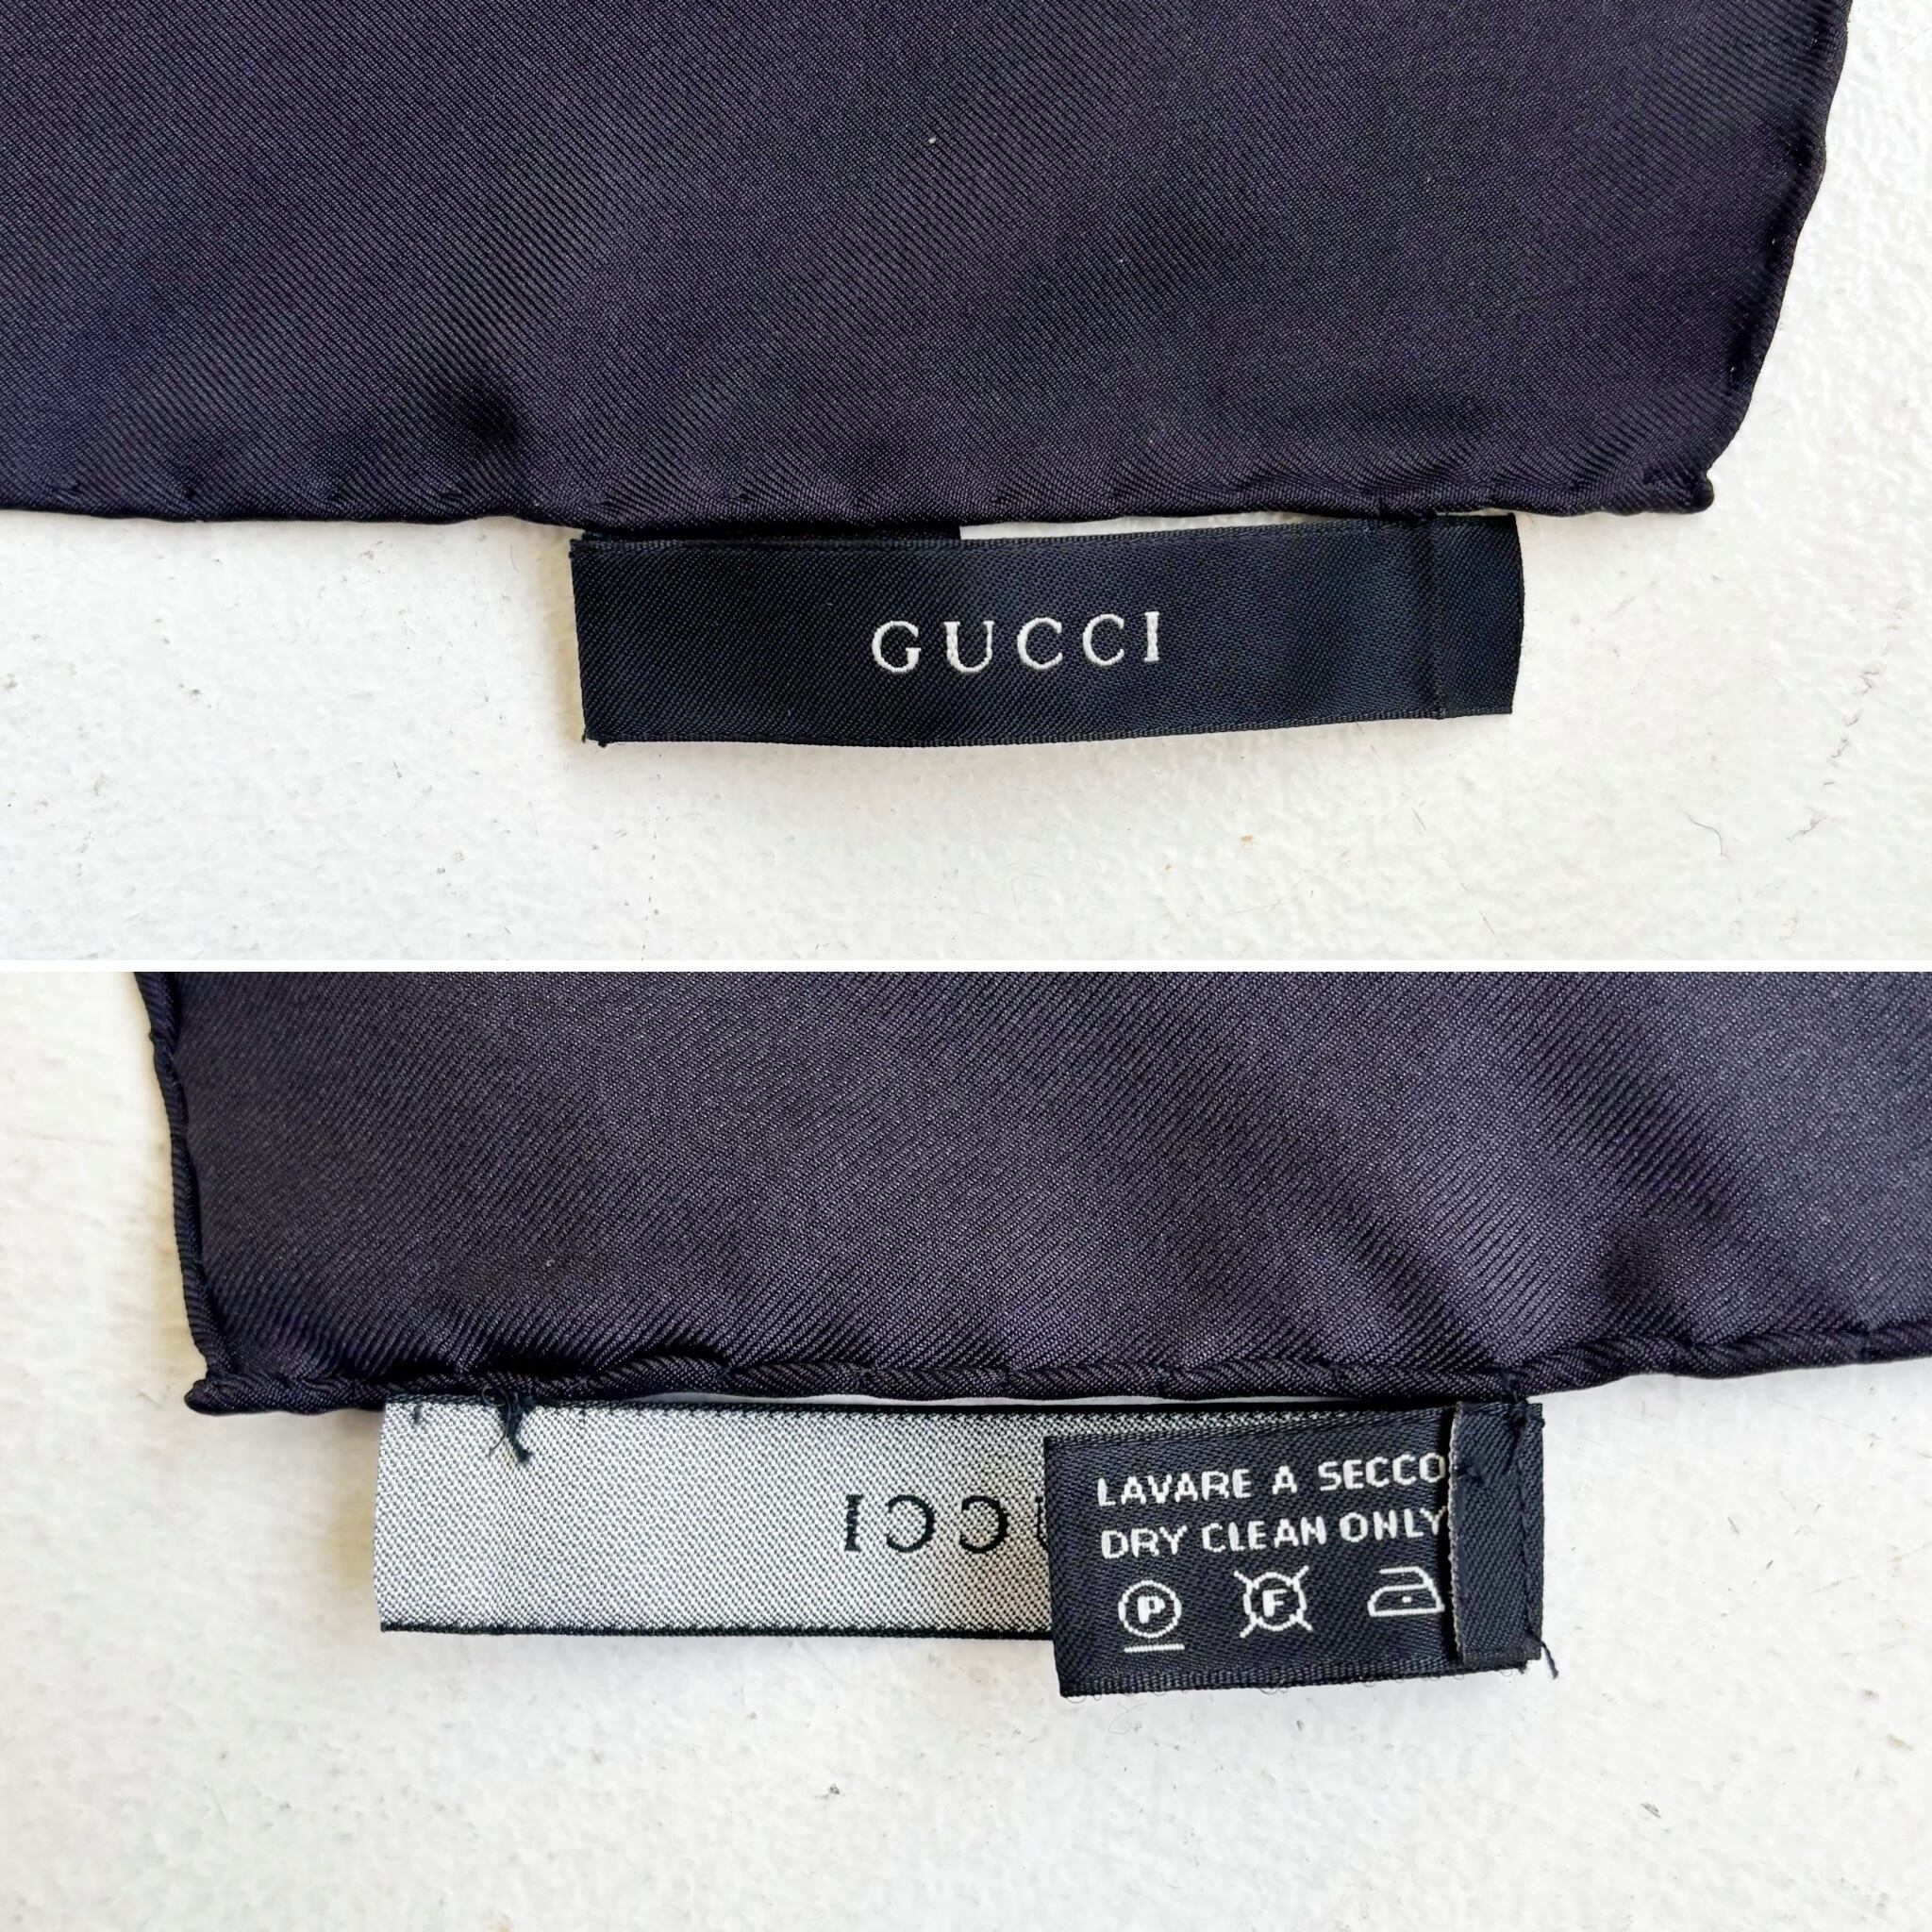 GUCCI
LAVARE A SECCO
DRY CLEAN ONLY
P F